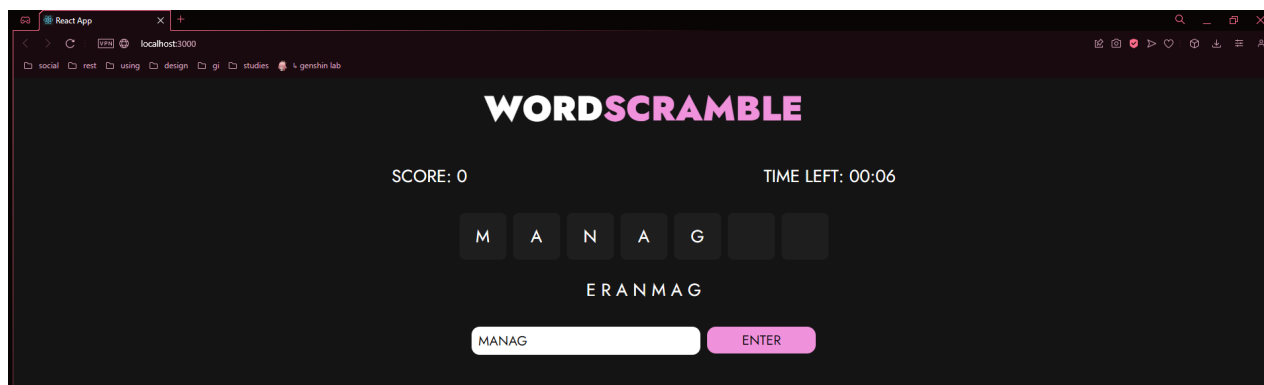 React App
VPN localhost:3000
social rest using design gi studies ↳ genshin lab
WORDSCRAMBLE
SCORE: 0 TIME LEFT: 00:06
M A N A G
E R A N M A G
MANAG ENTER